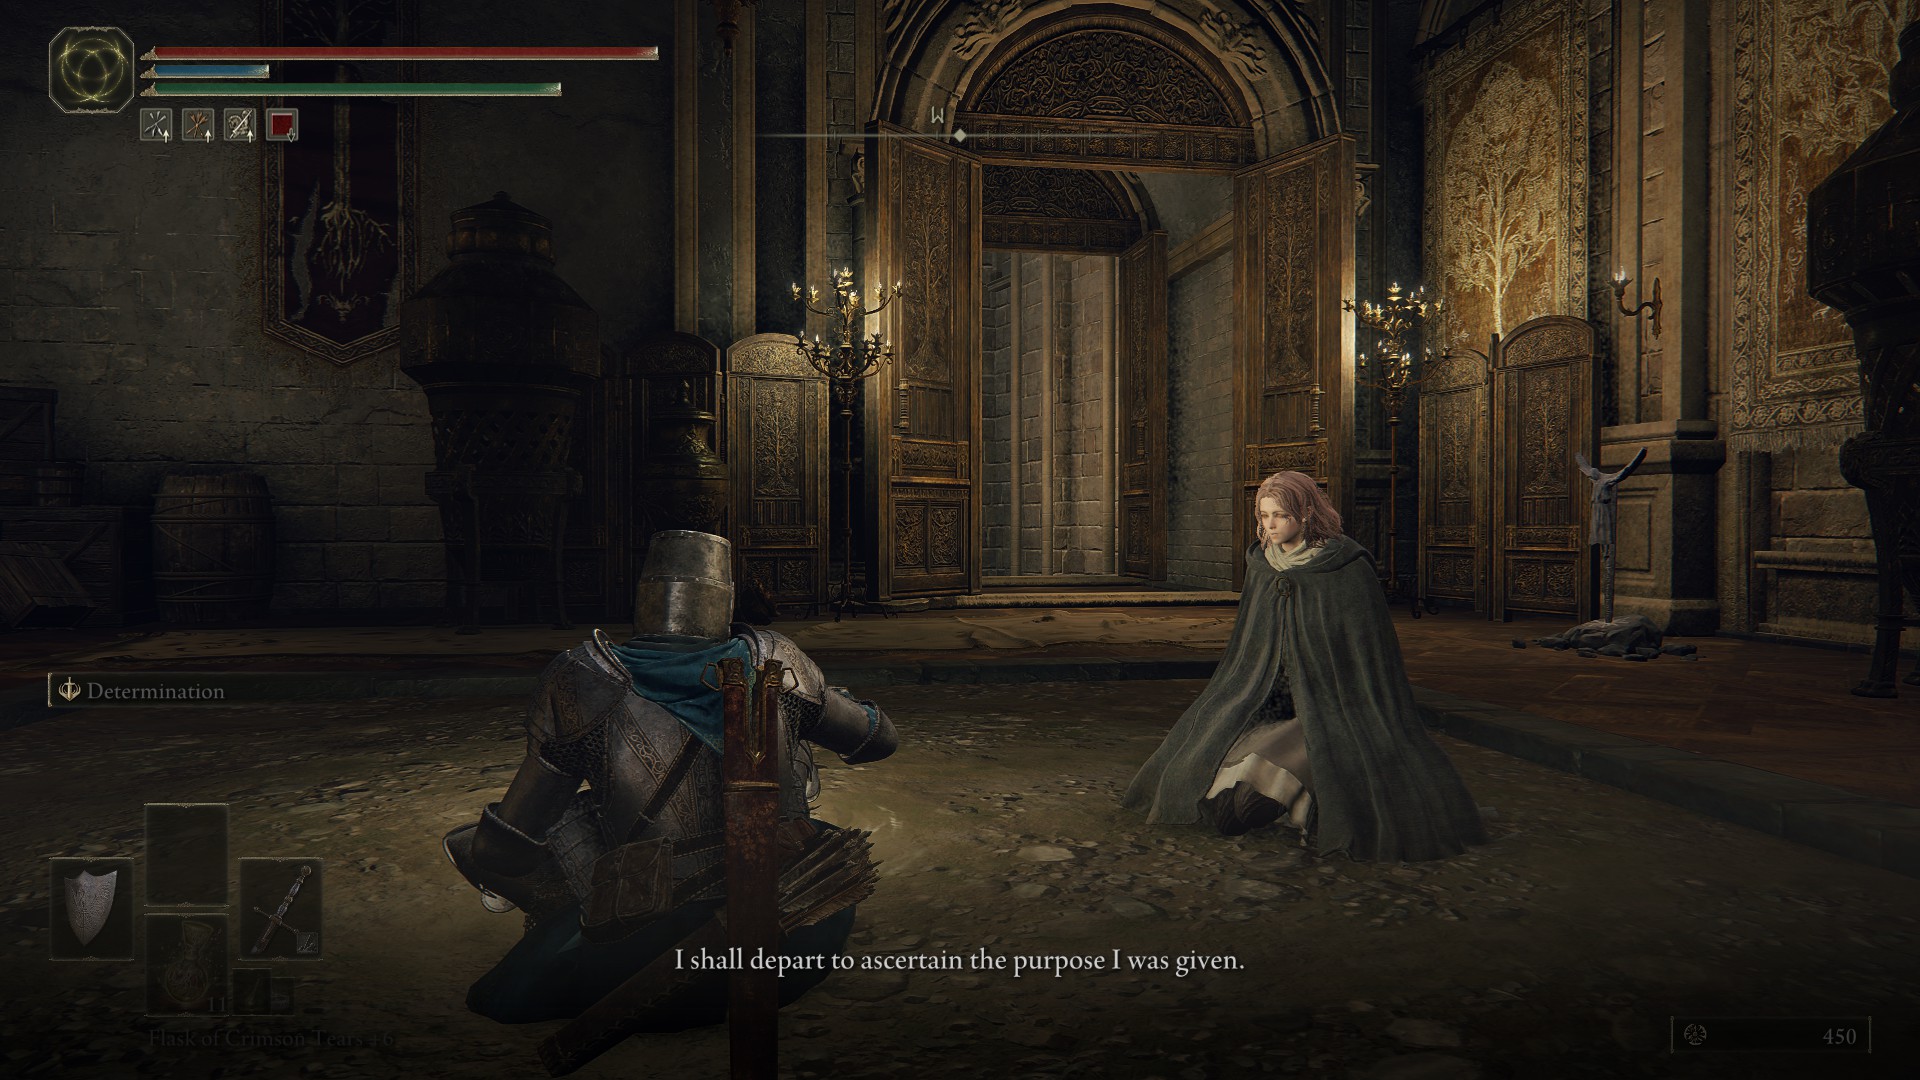 W
Determination
I shall depart to ascertain the purpose I was given.
11
Flask of Crimson Tears +6
450